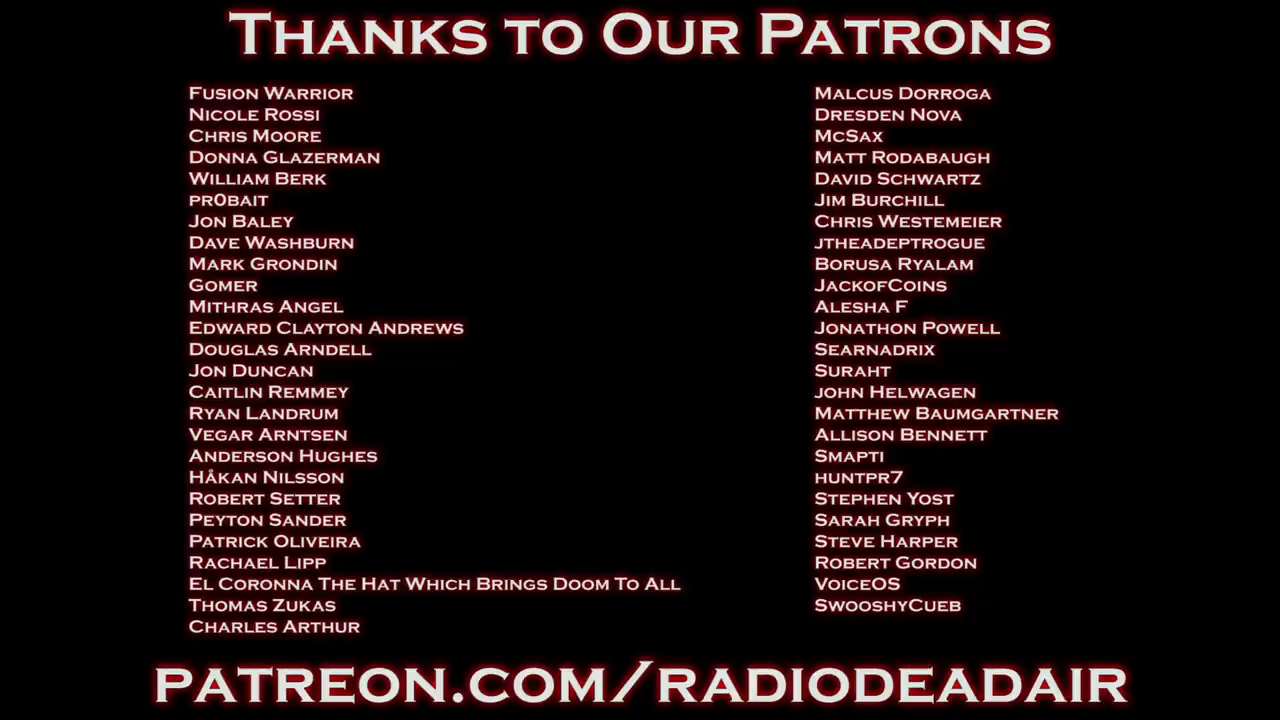 Thanks to Our Patrons
Fusion Warrior
Nicole Rossi
Chris Moore
Donna Glazerman
William Berk
pr0bait
Jon Baley
Dave Washburn
Mark Grondin
Gomer
Mithras Angel
Edward Clayton Andrews
Douglas Arndell
Jon Duncan
Caitlin Remmey
Ryan Landrum
Vegar Arntsen
Anderson Hughes
Håkan Nilsson
Robert Setter
Peyton Sander
Patrick Oliveira
Rachael Lipp
El Coronna The Hat Which Brings Doom To All
Thomas Zukas
Charles Arthur
Malcus Dorroga
Dresden Nova
McSax
Matt Rodabaugh
David Schwartz
Jim Burchill
Chris Westemeier
jtheadeptrogue
Borusa Ryalam
JackofCoins
Alesha F
Jonathon Powell
Searnadrix
Suraht
john Helwagen
Matthew Baumgartner
Allison Bennett
Smapti
huntpr7
Stephen Yost
Sarah Gryph
Steve Harper
Robert Gordon
VoiceOS
SwooshyCueb
patreon.com/radiodeadair